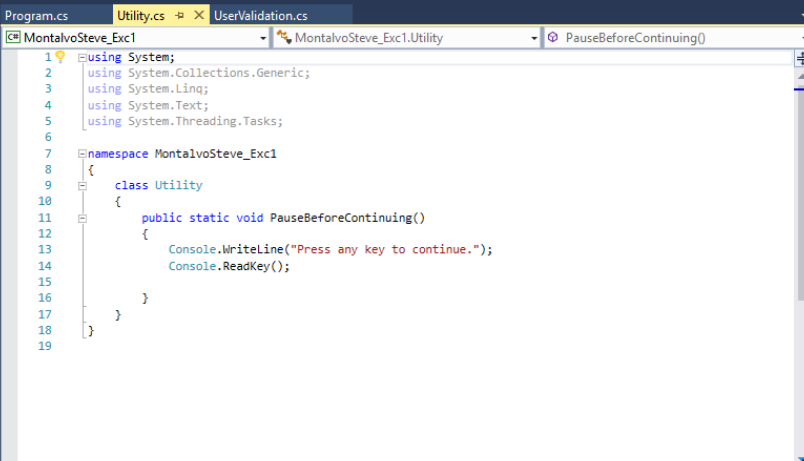 Program.cs Utility.cs UserValidation.cs
C# MontalvoSteve_Exc1 MontalvoSteve_Exc1.Utility PauseBeforeContinuing()
1 using System;
2 using System.Collections.Generic;
3 using System.Linq;
4 using System.Text;
5 using System.Threading.Tasks;
6
7 namespace MontalvoSteve_Exc1
8 {
9 class Utility
10 {
11 public static void PauseBeforeContinuing()
12 {
13 Console.WriteLine("Press any key to continue.");
14 Console.ReadKey();
15
16 }
17 }
18 }
19